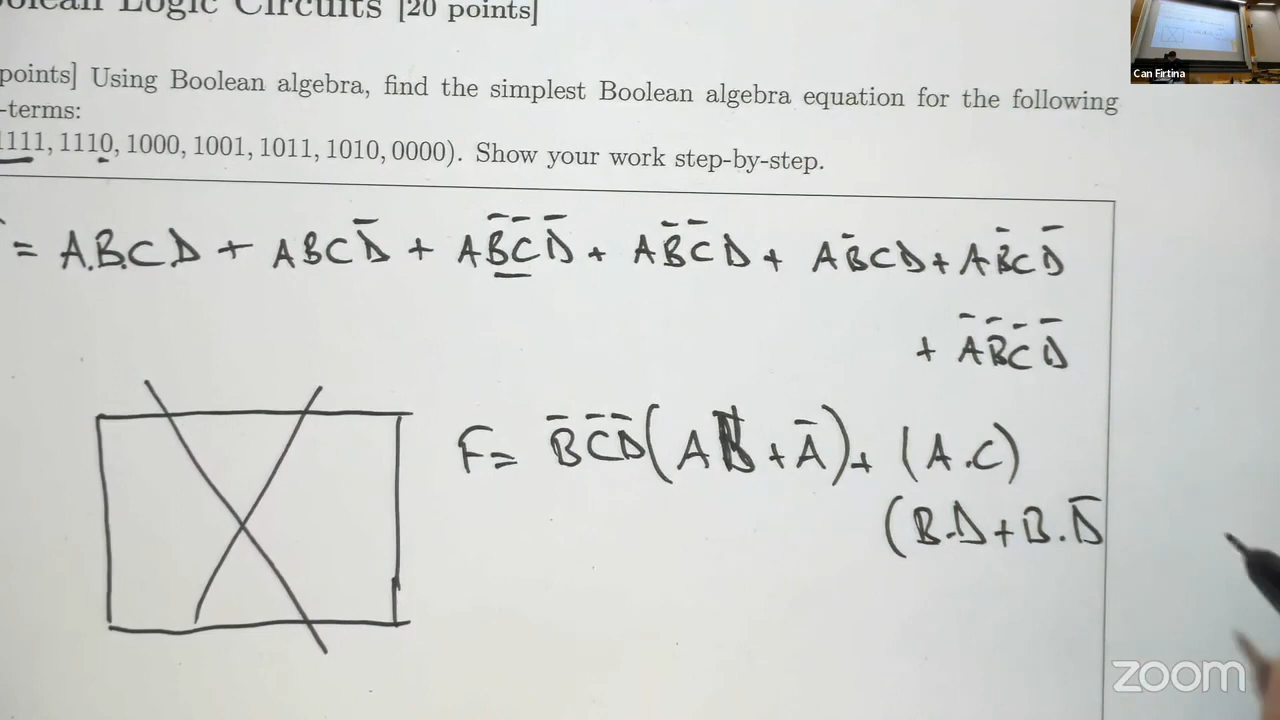 oolean Logic Circuits [20 points]
Can Firtina
points] Using Boolean algebra, find the simplest Boolean algebra equation for the following
-terms:
1111, 1110, 1000, 1001, 1011, 1010, 0000). Show your work step-by-step.
= A.B.C.D + ABCD̅ + AB̅C̅D̅ + AB̅C̅D + AB̅CD + AB̅CD̅
+ A̅B̅C̅D̅
F = B̅C̅D̅(A + A̅) + (A.C)
(B.D + B.D̅
zoom